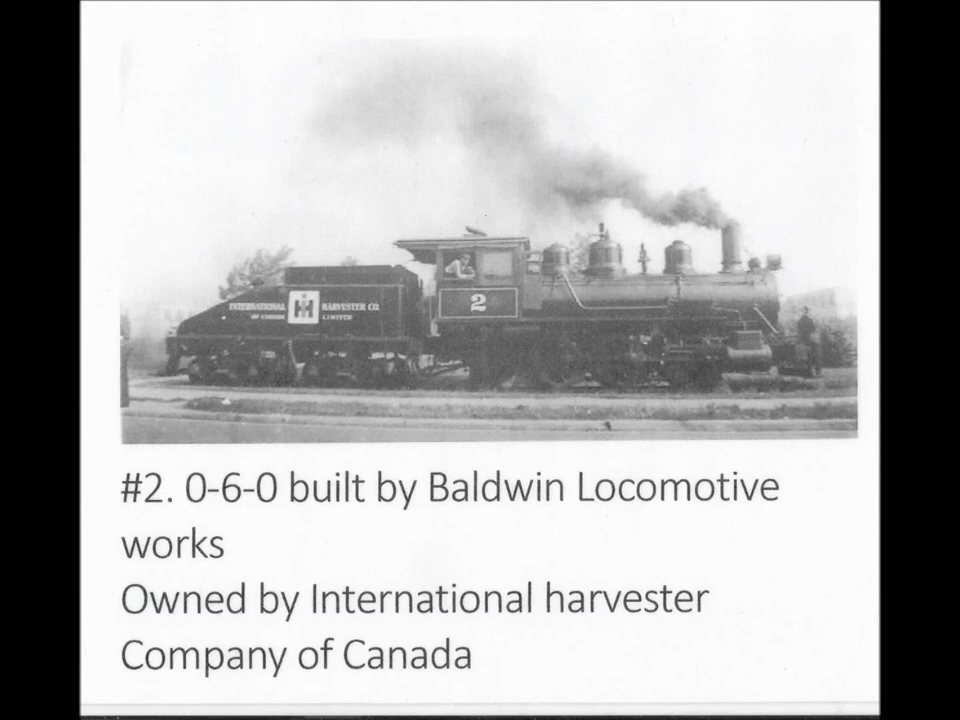 INTERNATIONAL IH HARVESTER CO.
OF CANADA LIMITED
2
#2. 0-6-0 built by Baldwin Locomotive
works
Owned by International harvester
Company of Canada